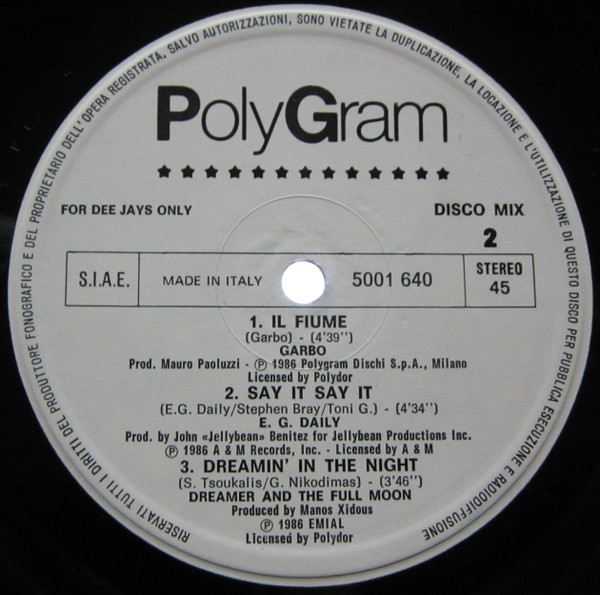 PolyGram
FOR DEE JAYS ONLY
DISCO MIX
2
S.I.A.E.
MADE IN ITALY
5001 640
STEREO
45
1. IL FIUME
(Garbo) - (4'39'')
GARBO
Prod. Mauro Paoluzzi - Ⓟ 1986 Polygram Dischi S.p.A., Milano
Licensed by Polydor
2. SAY IT SAY IT
(E.G. Daily/Stephen Bray/Toni G.) - (4'34'')
E. G. DAILY
Prod. by John «Jellybean» Benitez for Jellybean Productions Inc.
Ⓟ 1986 A & M Records, Inc. - Licensed by A & M
3. DREAMIN' IN THE NIGHT
(S. Tsoukalis/G. Nikodimas) - (3'46'')
DREAMER AND THE FULL MOON
Produced by Manos Xidous
Ⓟ 1986 EMIAL
Licensed by Polydor
RISERVATI TUTTI I DIRITTI DEL PRODUTTORE FONOGRAFICO E DEL PROPRIETARIO DELL'OPERA REGISTRATA, SALVO AUTORIZZAZIONI, SONO VIETATE LA DUPLICAZIONE, LA LOCAZIONE E L'UTILIZZAZIONE DI QUESTO DISCO PER PUBBLICA ESECUZIONE E RADIODIFFUSIONE